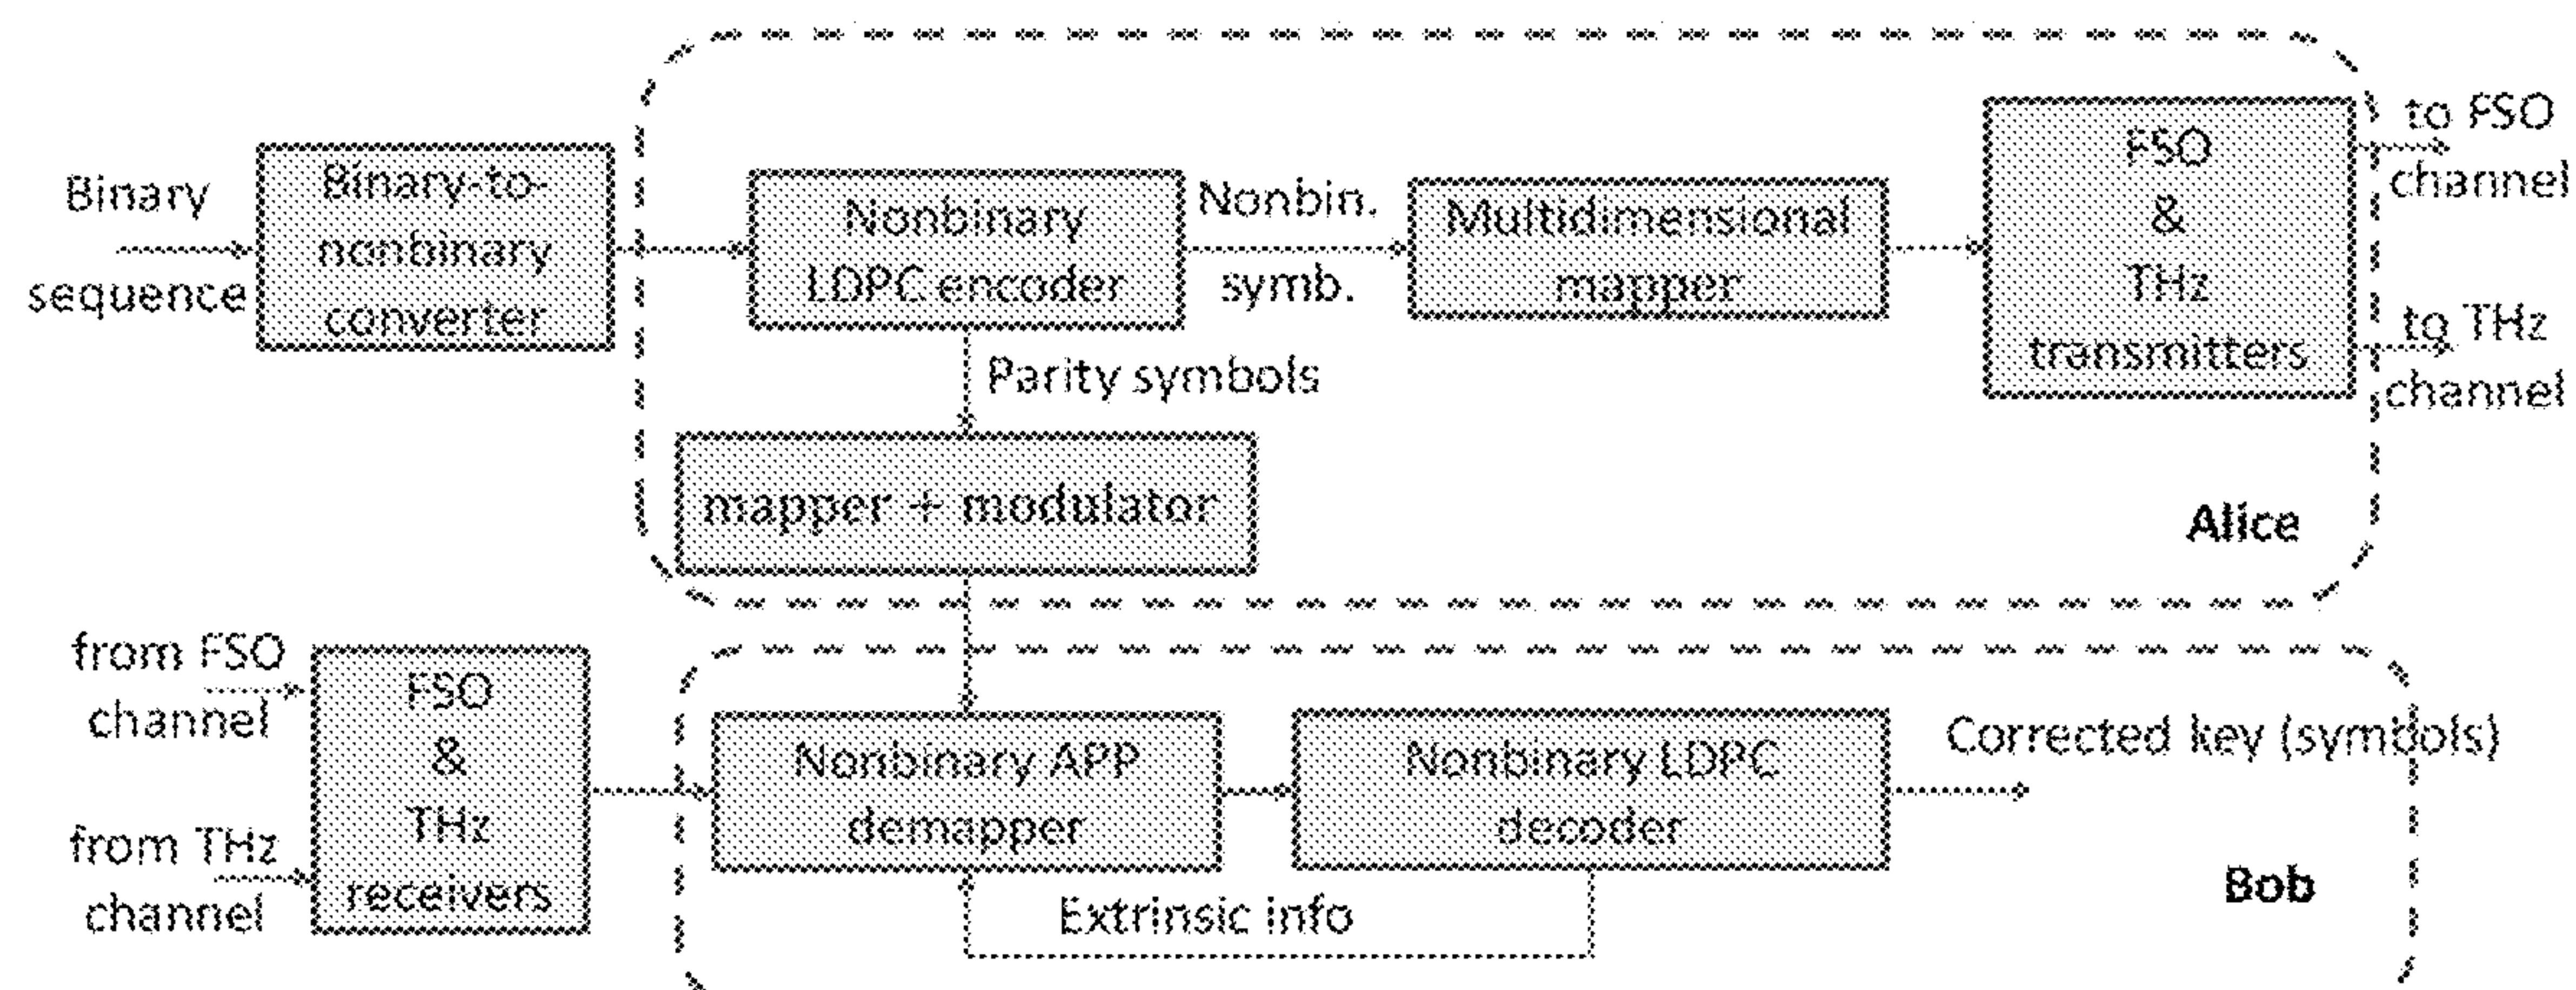 Binary
sequence
Binary-to-
nonbinary
converter
Nonbinary
LDPC encoder
Nonbin.
symb.
Multidimensional
mapper
FSO
&
THz
transmitters
to FSO
channel
to THz
channel
Parity symbols
mapper + modulator
Alice
from FSO
channel
from THz
channel
FSO
&
THz
receivers
Nonbinary APP
demapper
Nonbinary LDPC
decoder
Corrected key (symbols)
Extrinsic info
Bob